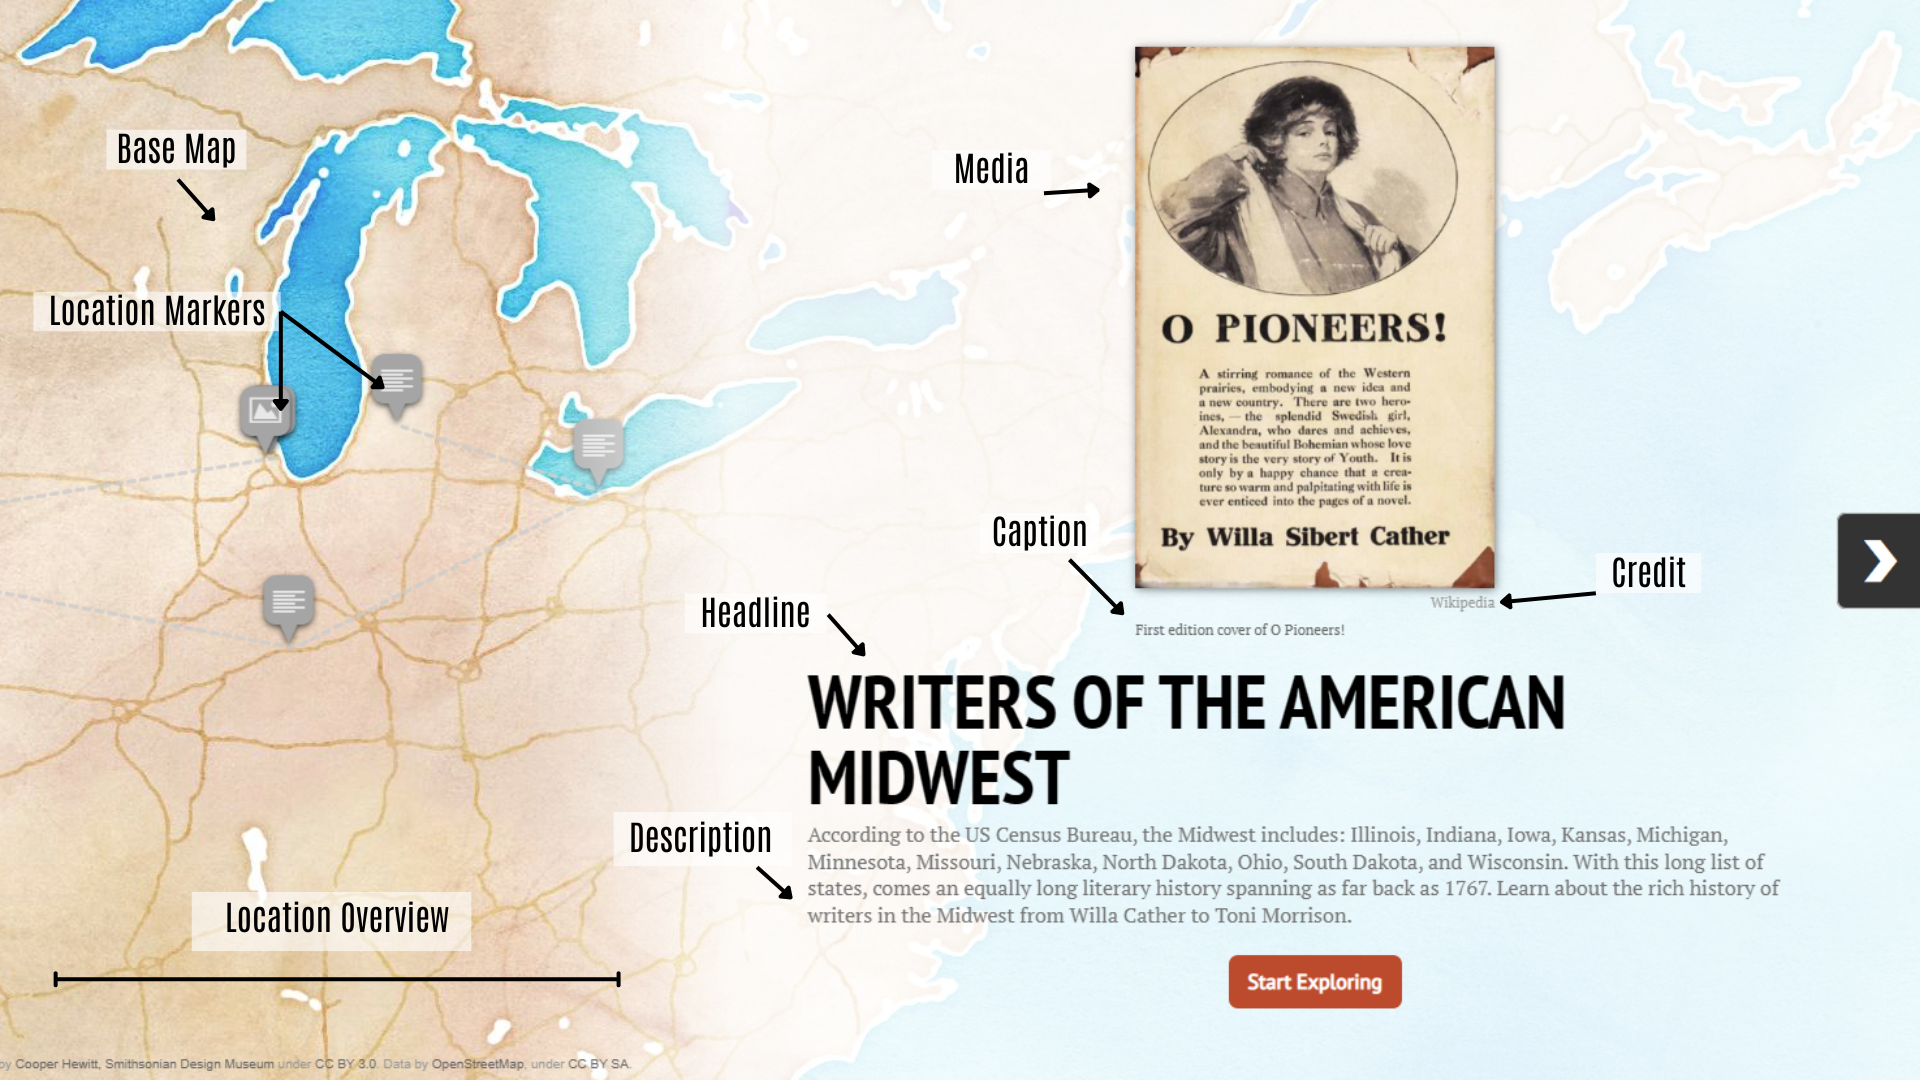 Base Map
Location Markers
Location Overview
by Cooper Hewitt, Smithsonian Design Museum under CC BY 3.0. Data by OpenStreetMap, under CC BY SA.
Media
O PIONEERS!
A stirring romance of the Western
prairies, embodying a new idea and
a new country. There are two hero-
ines, — the splendid Swedish girl,
Alexandra, who dares and achieves,
and the beautiful Bohemian whose love
story is the very story of Youth. It is
only by a happy chance that a crea-
ture so warm and palpitating with life is
ever enticed into the pages of a novel.
By Willa Sibert Cather
Caption
Credit
Wikipedia
First edition cover of O Pioneers!
Headline
WRITERS OF THE AMERICAN
MIDWEST
Description
According to the US Census Bureau, the Midwest includes: Illinois, Indiana, Iowa, Kansas, Michigan,
Minnesota, Missouri, Nebraska, North Dakota, Ohio, South Dakota, and Wisconsin. With this long list of
states, comes an equally long literary history spanning as far back as 1767. Learn about the rich history of
writers in the Midwest from Willa Cather to Toni Morrison.
Start Exploring